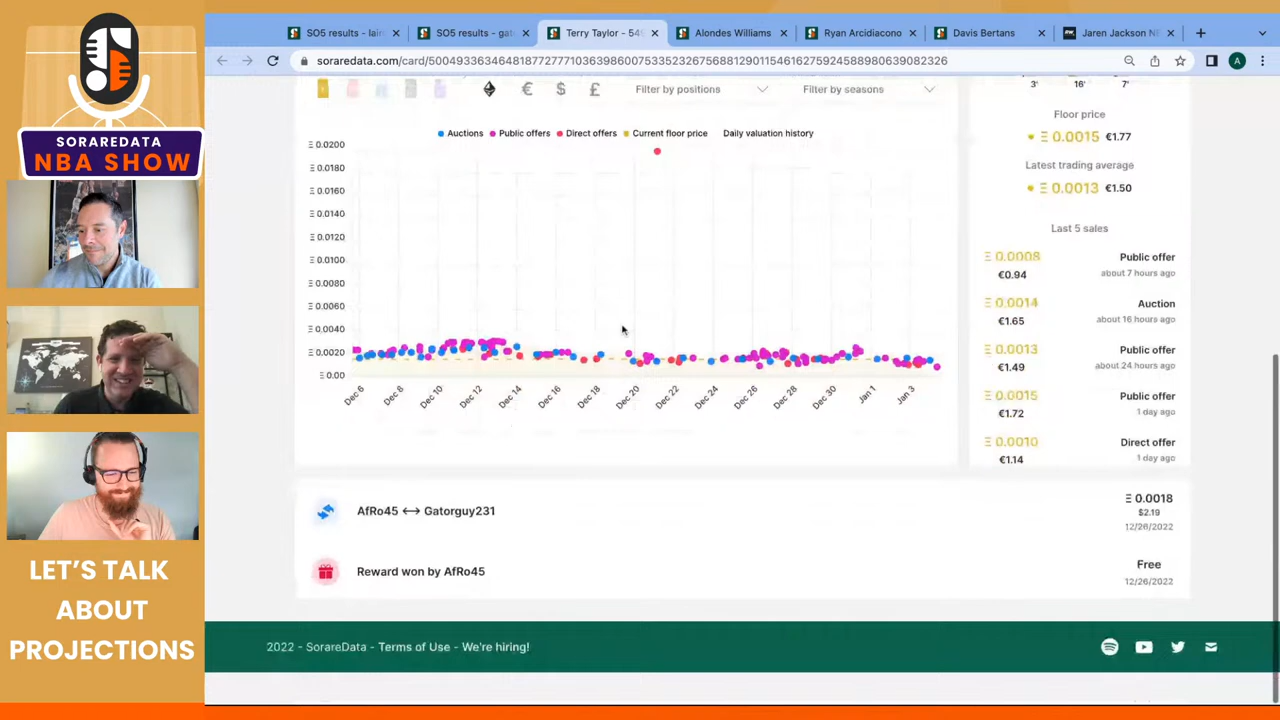 SORAREDATA
NBA SHOW
LET'S TALK
ABOUT
PROJECTIONS
SO5 results - lair
SO5 results - gat
Terry Taylor - 549
Alondes Williams
Ryan Arcidiacono
Davis Bertans
Jaren Jackson N
soraredata.com/card/50049336346481877277710363986007533523267568812901154616273924588980639082326
A
€
$
£
Filter by positions
Filter by seasons
3'
16'
7'
Auctions
Public offers
Direct offers
Current floor price
Daily valuation history
Ξ 0.0200
Ξ 0.0180
Ξ 0.0160
Ξ 0.0140
Ξ 0.0120
Ξ 0.0100
Ξ 0.0080
Ξ 0.0060
Ξ 0.0040
Ξ 0.0020
Ξ 0.00
Dec 6
Dec 8
Dec 10
Dec 12
Dec 14
Dec 16
Dec 18
Dec 20
Dec 22
Dec 24
Dec 26
Dec 28
Dec 30
Jan 1
Jan 3
Floor price
Ξ 0.0015 €1.77
Latest trading average
Ξ 0.0013 €1.50
Last 5 sales
Ξ 0.0008 Public offer
€0.94 about 7 hours ago
Ξ 0.0014 Auction
€1.65 about 16 hours ago
Ξ 0.0013 Public offer
€1.49 about 24 hours ago
Ξ 0.0015 Public offer
€1.72 1 day ago
Ξ 0.0010 Direct offer
€1.14 1 day ago
AfRo45 <-> Gatorguy231
Ξ 0.0018
$2.19
12/26/2022
Reward won by AfRo45
Free
12/26/2022
2022 - SorareData - Terms of Use - We're hiring!